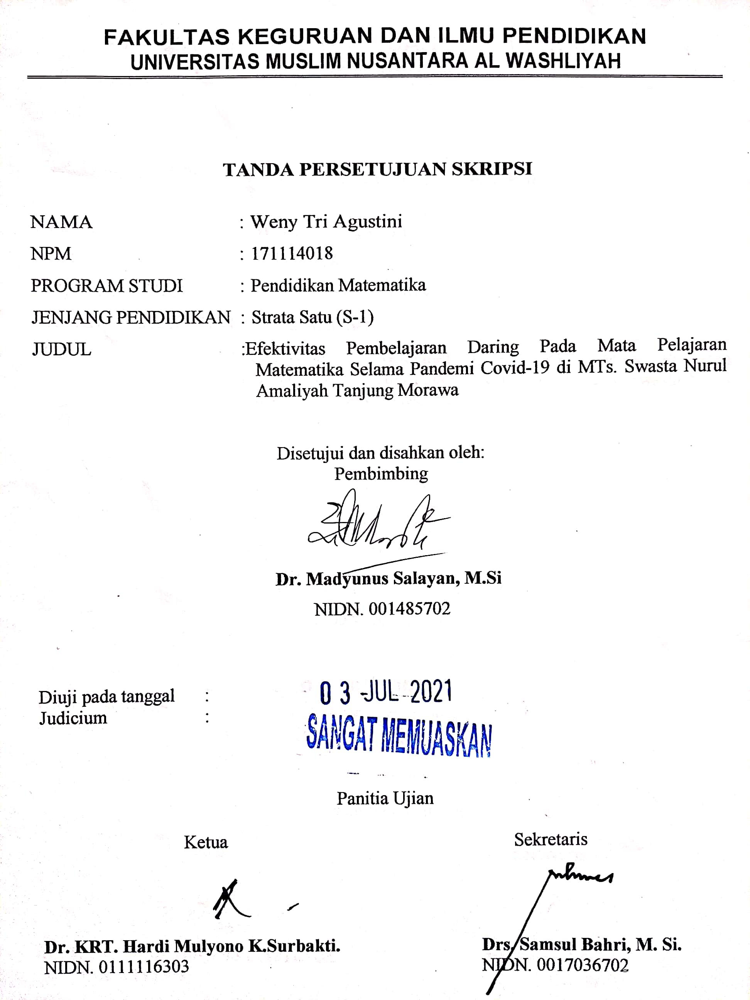 FAKULTAS KEGURUAN DAN ILMU PENDIDIKAN
UNIVERSITAS MUSLIM NUSANTARA AL WASHLIYAH
TANDA PERSETUJUAN SKRIPSI
NAMA : Weny Tri Agustini
NPM : 171114018
PROGRAM STUDI : Pendidikan Matematika
JENJANG PENDIDIKAN : Strata Satu (S-1)
JUDUL :Efektivitas Pembelajaran Daring Pada Mata Pelajaran
Matematika Selama Pandemi Covid-19 di MTs. Swasta Nurul
Amaliyah Tanjung Morawa
Disetujui dan disahkan oleh:
Pembimbing
Dr. Madyunus Salayan, M.Si
NIDN. 001485702
Diuji pada tanggal : 03 -JUL 2021
Judicium : SANGAT MEMUASKAN
Panitia Ujian
Ketua Sekretaris
Dr. KRT. Hardi Mulyono K.Surbakti. Drs. Samsul Bahri, M. Si.
NIDN. 0111116303 NIDN. 0017036702